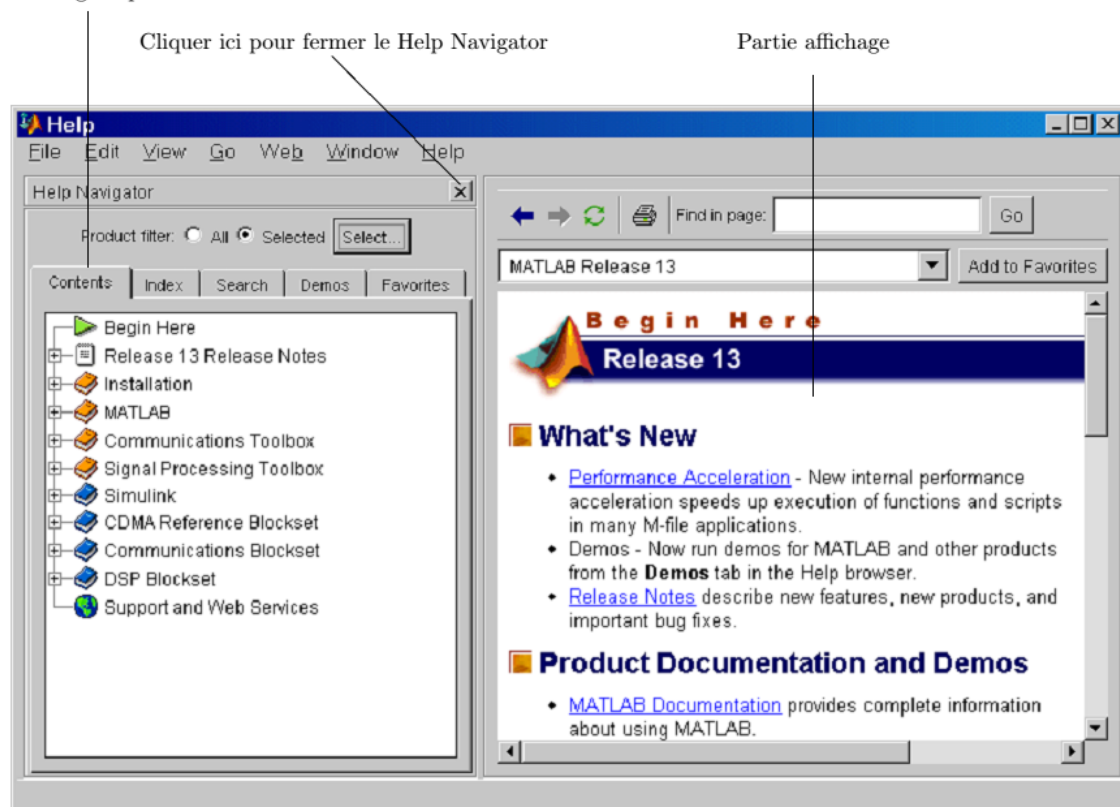 Cliquer ici pour fermer le Help Navigator
Partie affichage
Help
File Edit View Go Web Window Help
Help Navigator
Product filter: All Selected Select...
Contents Index Search Demos Favorites
Begin Here
Release 13 Release Notes
Installation
MATLAB
Communications Toolbox
Signal Processing Toolbox
Simulink
CDMA Reference Blockset
Communications Blockset
DSP Blockset
Support and Web Services
Find in page: Go
MATLAB Release 13 Add to Favorites
Begin Here
Release 13
What's New
Performance Acceleration - New internal performance
acceleration speeds up execution of functions and scripts
in many M-file applications.
Demos - Now run demos for MATLAB and other products
from the Demos tab in the Help browser.
Release Notes describe new features, new products, and
important bug fixes.
Product Documentation and Demos
MATLAB Documentation provides complete information
about using MATLAB.